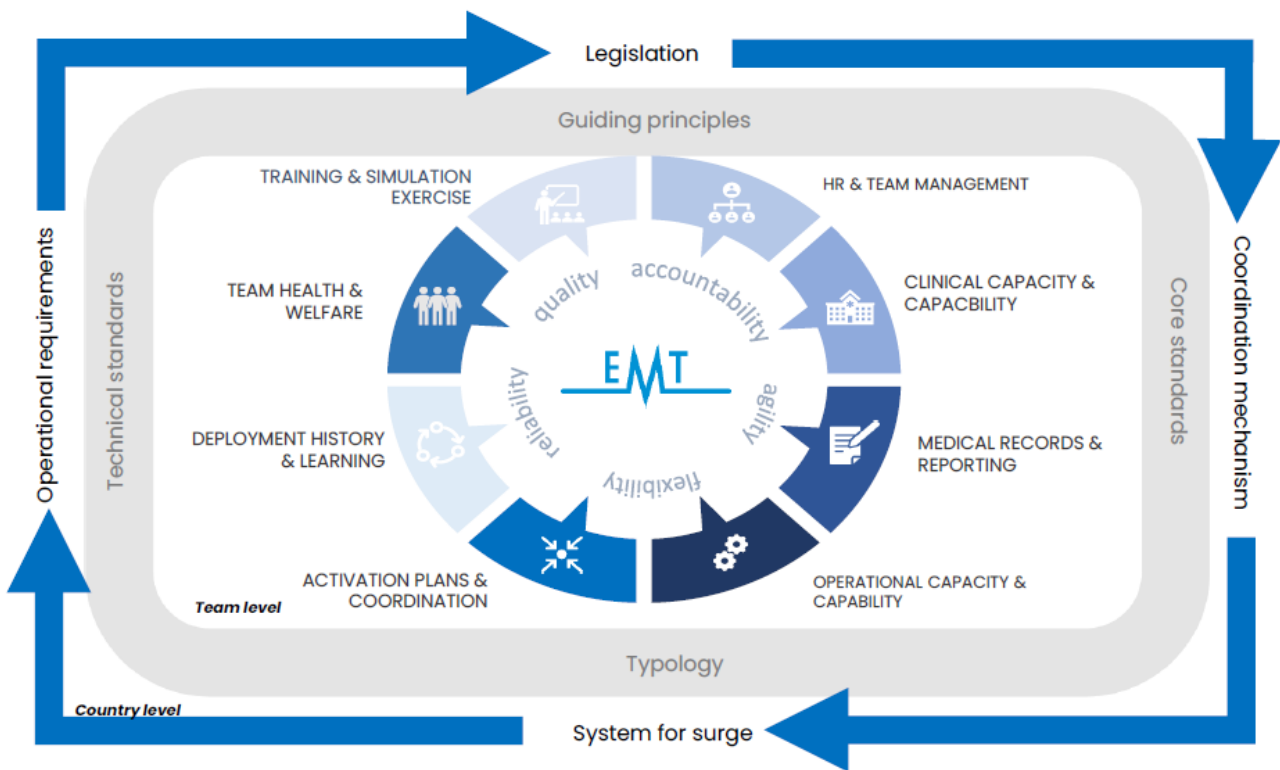 Legislation
Guiding principles
TRAINING & SIMULATION
EXERCISE
HR & TEAM MANAGEMENT
TEAM HEALTH &
WELFARE
CLINICAL CAPACITY &
CAPACBILITY
quality
accountability
EMT
reliability
agility
flexibility
Operational requirements
Technical standards
Core standards
Coordination mechanism
DEPLOYMENT HISTORY
& LEARNING
MEDICAL RECORDS &
REPORTING
ACTIVATION PLANS &
COORDINATION
OPERATIONAL CAPACITY &
CAPABILITY
Team level
Typology
Country level
System for surge